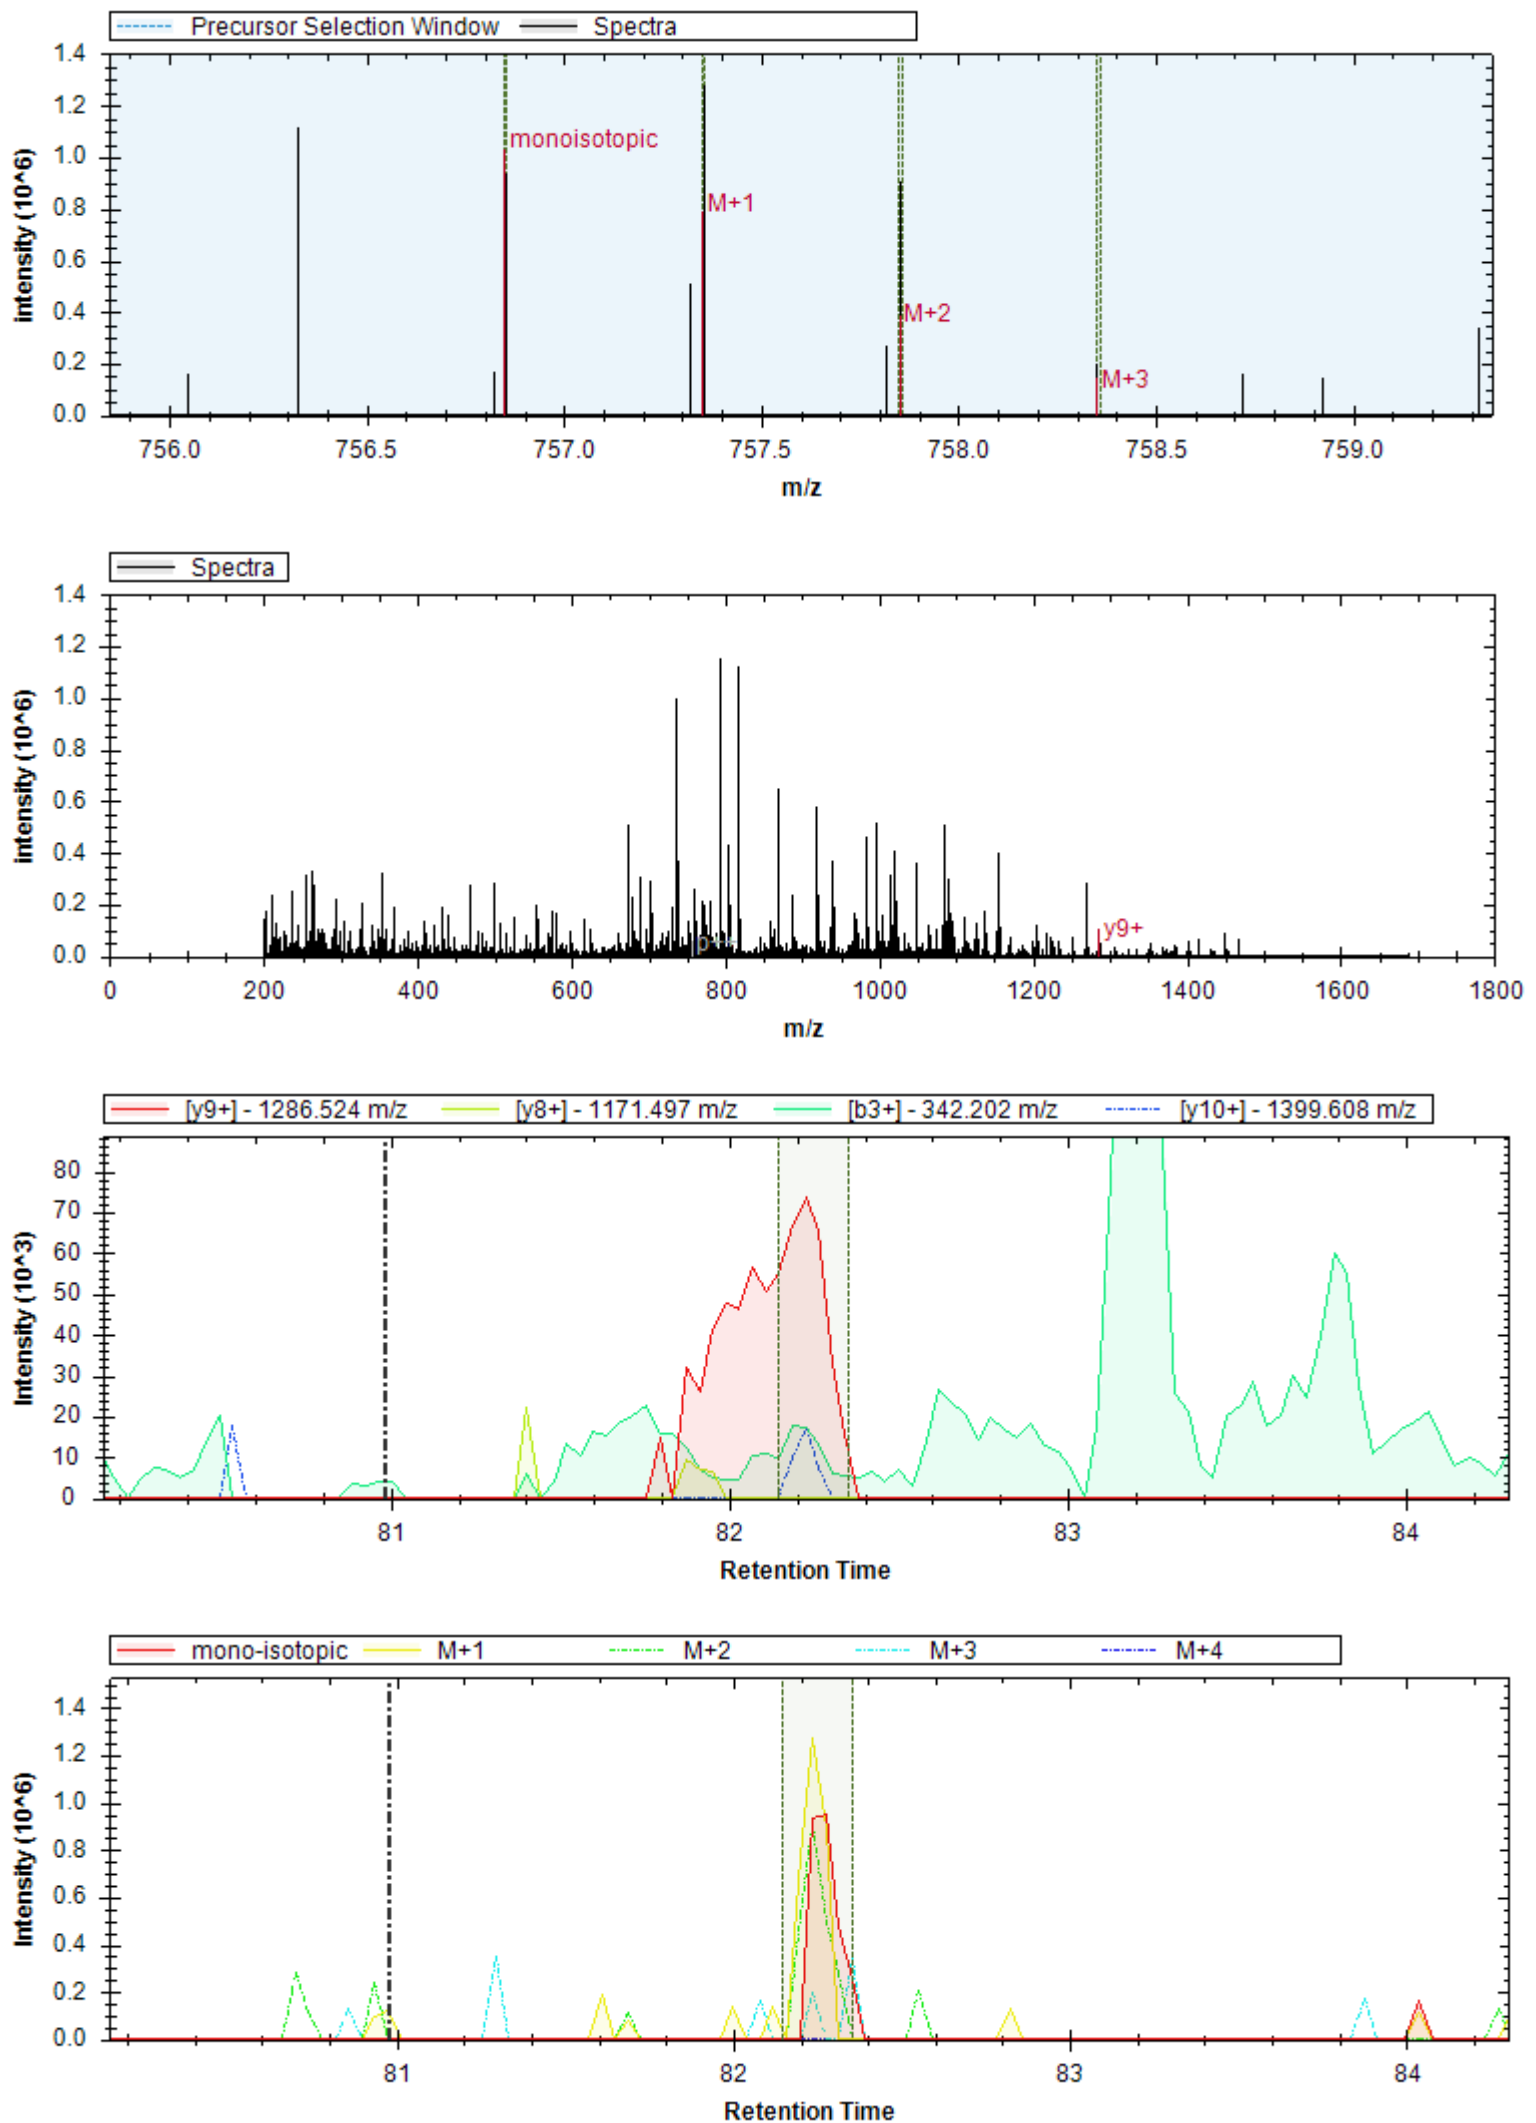 Precursor Selection Window Spectra
1.4
1.2
1.0
0.8
0.6
0.4
0.2
0.0
intensity (10^6)
monoisotopic
M+1
M+2
M+3
756.0 756.5 757.0 757.5 758.0 758.5 759.0
m/z
Spectra
1.4
1.2
1.0
0.8
0.6
0.4
0.2
0.0
intensity (10^6)
p++
y9+
0 200 400 600 800 1000 1200 1400 1600 1800
m/z
[y9+] - 1286.524 m/z [y8+] - 1171.497 m/z [b3+] - 342.202 m/z [y10+] - 1399.608 m/z
80
70
60
50
40
30
20
10
0
Intensity (10^3)
81 82 83 84
Retention Time
mono-isotopic M+1 M+2 M+3 M+4
1.4
1.2
1.0
0.8
0.6
0.4
0.2
0.0
Intensity (10^6)
81 82 83 84
Retention Time